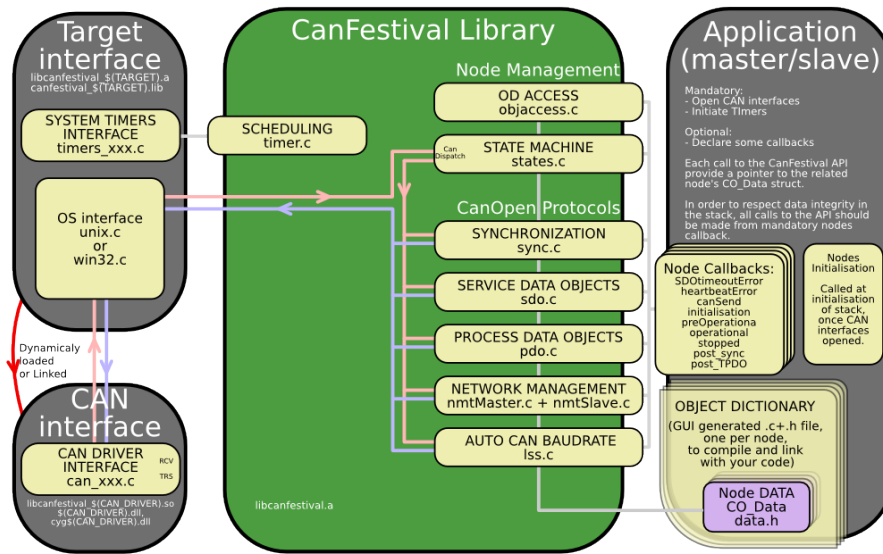 Target
interface
libcanfestival_$(TARGET).a
canfestival_$(TARGET).lib
SYSTEM TIMERS
INTERFACE
timers_xxx.c
OS interface
unix.c
or
win32.c
Dynamicaly
loaded
or Linked
CAN
interface
CAN DRIVER
INTERFACE
can_xxx.c
RCV
TRS
libcanfestival_$(CAN_DRIVER).so
$(CAN_DRIVER).dll,
cyg$(CAN_DRIVER).dll
CanFestival Library
SCHEDULING
timer.c
Node Management
OD ACCESS
objaccess.c
Can
Dispatch
STATE MACHINE
states.c
CanOpen Protocols
SYNCHRONIZATION
sync.c
SERVICE DATA OBJECTS
sdo.c
PROCESS DATA OBJECTS
pdo.c
NETWORK MANAGEMENT
nmtMaster.c + nmtSlave.c
AUTO CAN BAUDRATE
lss.c
libcanfestival.a
Application
(master/slave)
Mandatory:
- Open CAN interfaces
- Initiate TImers
Optional:
- Declare some callbacks
Each call to the CanFestival API
provide a pointer to the related
node's CO_Data struct.
In order to respect data integrity in
the stack, all calls to the API should
be made from mandatory nodes
callback.
Node Callbacks:
SDOtimeoutError
heartbeatError
canSend
initialisation
preOperationa
operational
stopped
post_sync
post_TPDO
Nodes
Initialisation
Called at
initialisation
of stack,
once CAN
interfaces
opened.
OBJECT DICTIONARY
(GUI generated .c+.h file,
one per node,
to compile and link
with your code)
Node DATA
CO_Data
data.h